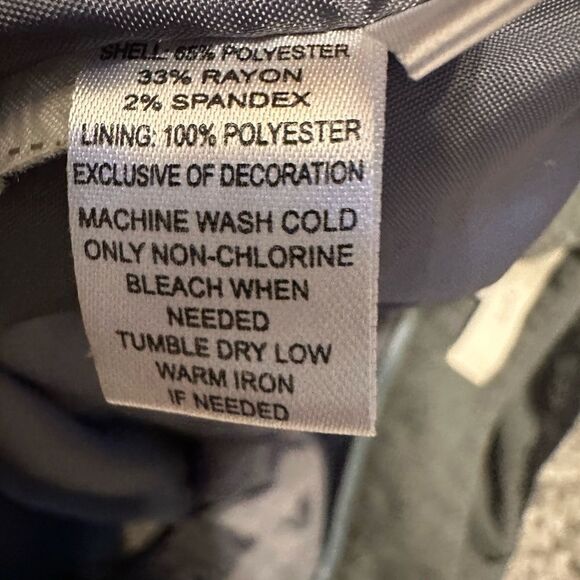 SHELL: 65% POLYESTER
33% RAYON
2% SPANDEX
LINING: 100% POLYESTER
EXCLUSIVE OF DECORATION
MACHINE WASH COLD
ONLY NON-CHLORINE
BLEACH WHEN
NEEDED
TUMBLE DRY LOW
WARM IRON
IF NEEDED